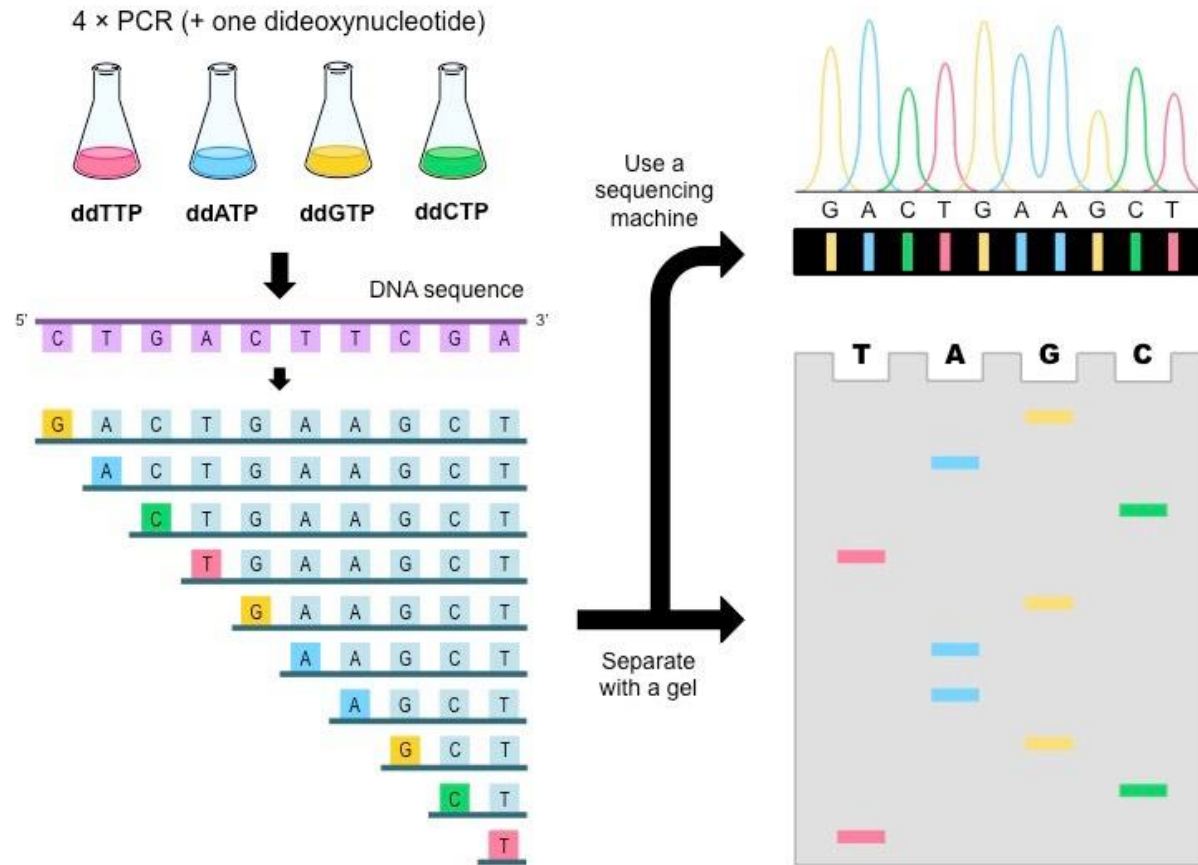 4 × PCR (+ one dideoxynucleotide)
ddTTP ddATP ddGTP ddCTP
DNA sequence
5' 3'
C T G A C T T C G A
G A C T G A A G C T
A C T G A A G C T
C T G A A G C T
T G A A G C T
G A A G C T
A A G C T
A G C T
G C T
C T
T
Use a
sequencing
machine
Separate
with a gel
G A C T G A A G C T
T A G C